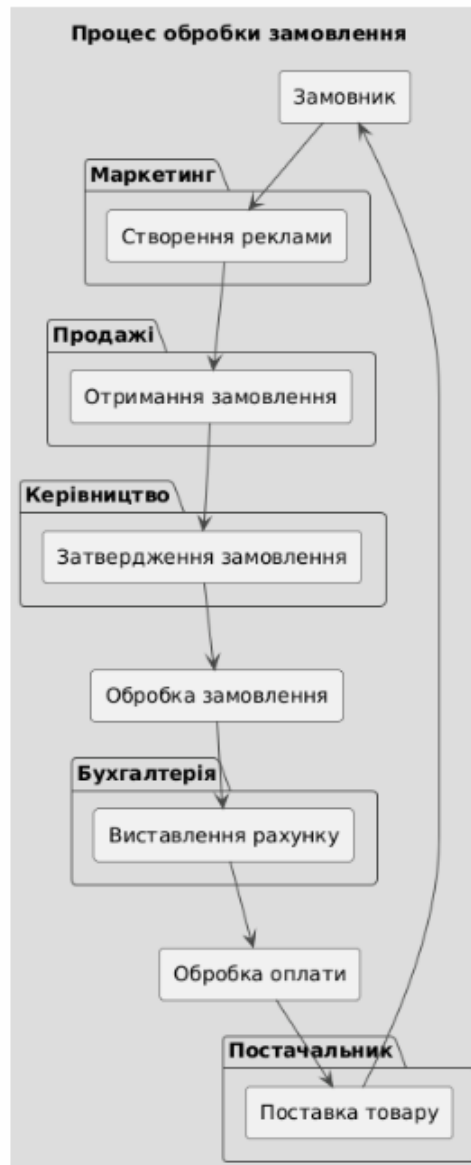 Процес обробки замовлення
Замовник
Маркетинг
Створення реклами
Продажі
Отримання замовлення
Керівництво
Затвердження замовлення
Обробка замовлення
Бухгалтерія
Виставлення рахунку
Обробка оплати
Постачальник
Поставка товару